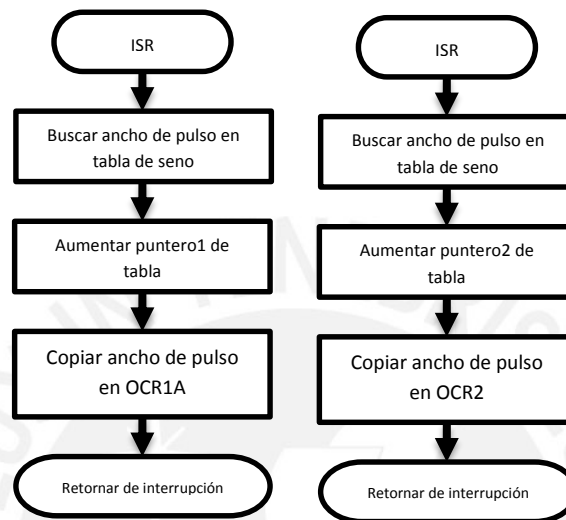 ISR
Buscar ancho de pulso en
tabla de seno
Aumentar puntero1 de
tabla
Copiar ancho de pulso
en OCR1A
Retornar de interrupción
ISR
Buscar ancho de pulso en
tabla de seno
Aumentar puntero2 de
tabla
Copiar ancho de pulso
en OCR2
Retornar de interrupción